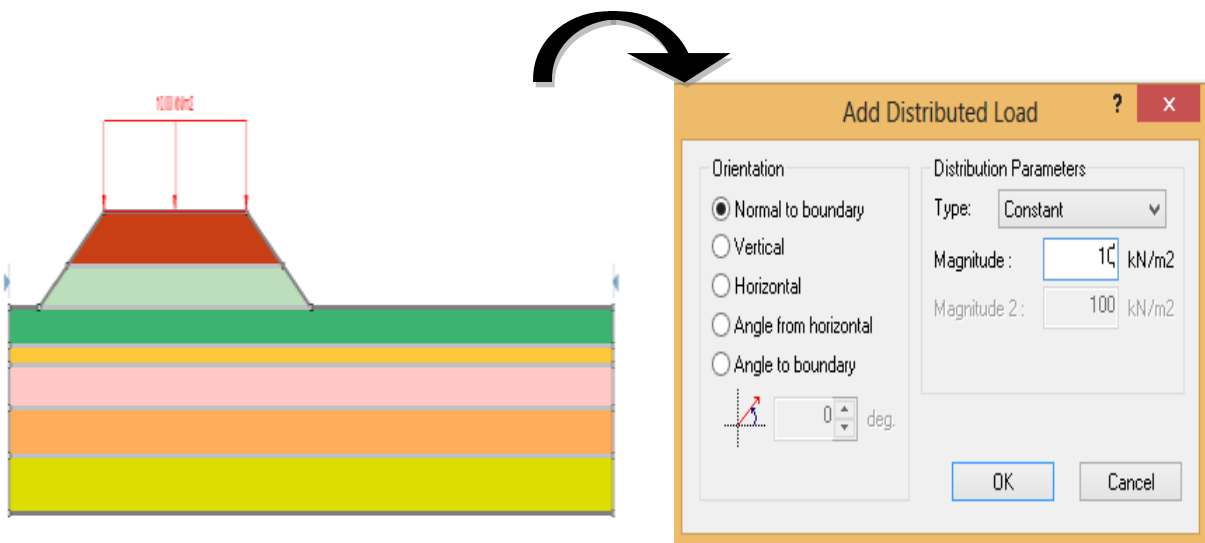 Add Distributed Load
?
x
Orientation
Normal to boundary
Vertical
Horizontal
Angle from horizontal
Angle to boundary
0 deg.
Distribution Parameters
Type: Constant
Magnitude : kN/m2
Magnitude 2 : 100 kN/m2
OK Cancel